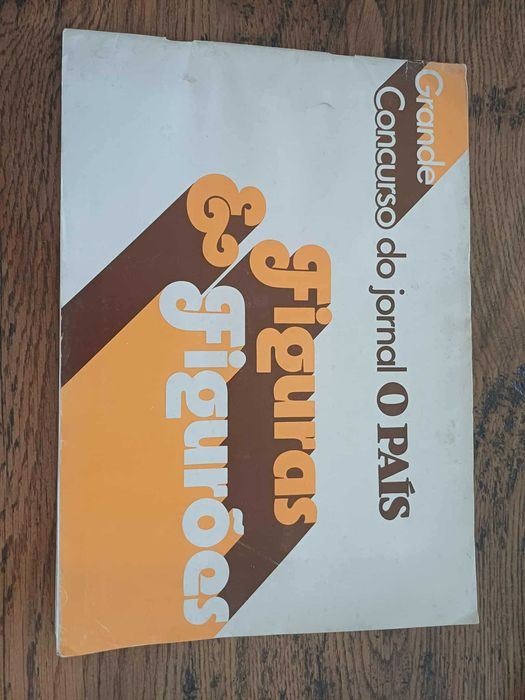 Grande
Concurso do jornal O PAÍS
Figuras
& Figurões